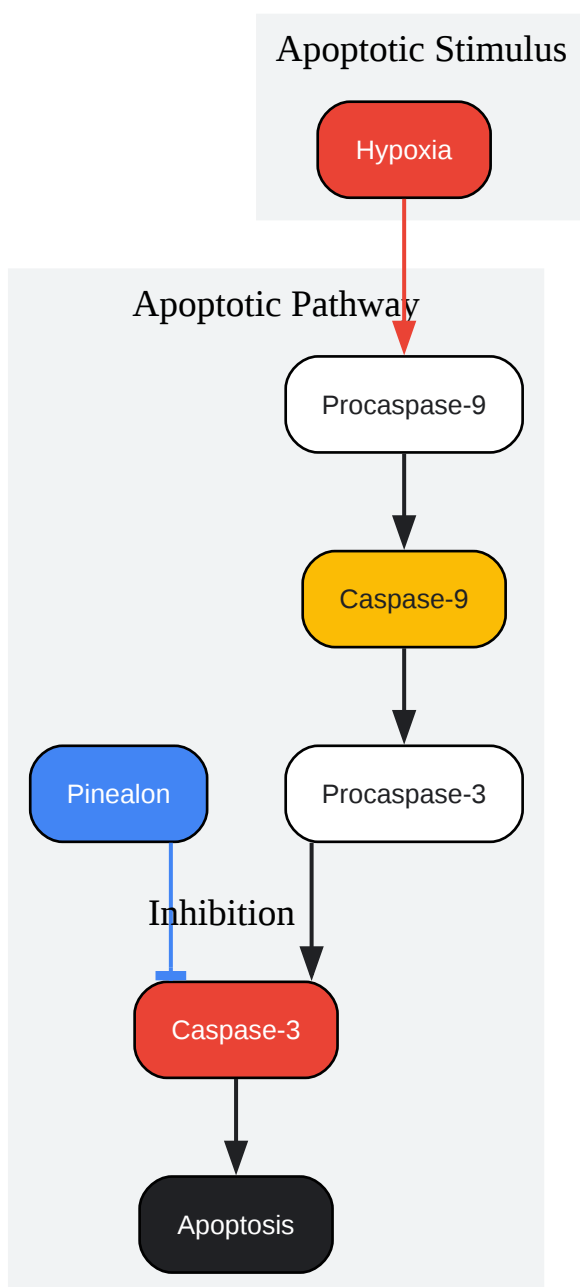 Apoptotic Stimulus
Hypoxia
Apoptotic Pathway
Procaspase-9
Caspase-9
Pinealon
Procaspase-3
Inhibition
Caspase-3
Apoptosis